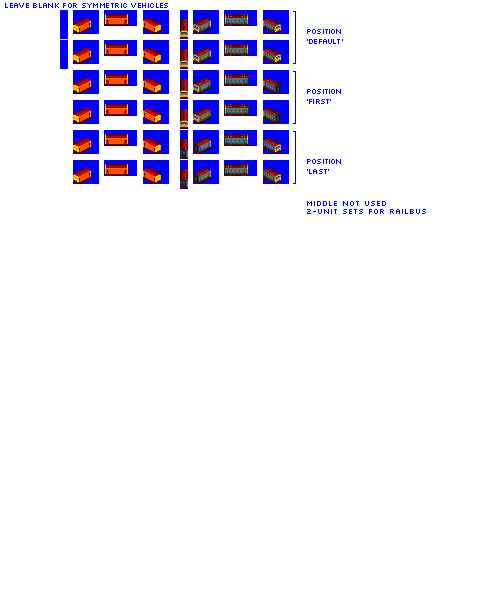 LEAVE BLANK FOR SYMMETRIC VEHICLES
POSITION
'DEFAULT'
POSITION
'FIRST'
POSITION
'LAST'
MIDDLE NOT USED
2-UNIT SETS FOR RAILBUS